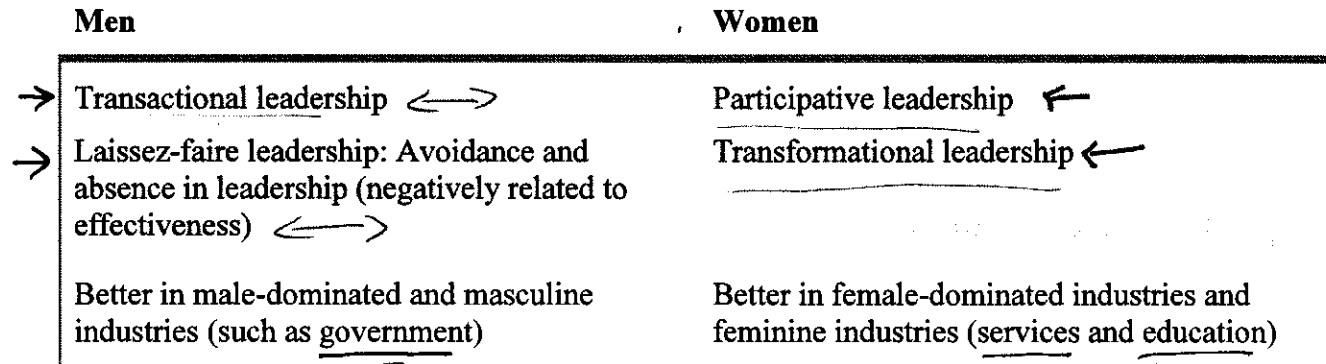 Men Women
Transactional leadership Participative leadership
Laissez-faire leadership: Avoidance and Transformational leadership
absence in leadership (negatively related to
effectiveness)
Better in male-dominated and masculine Better in female-dominated industries and
industries (such as government) feminine industries (services and education)